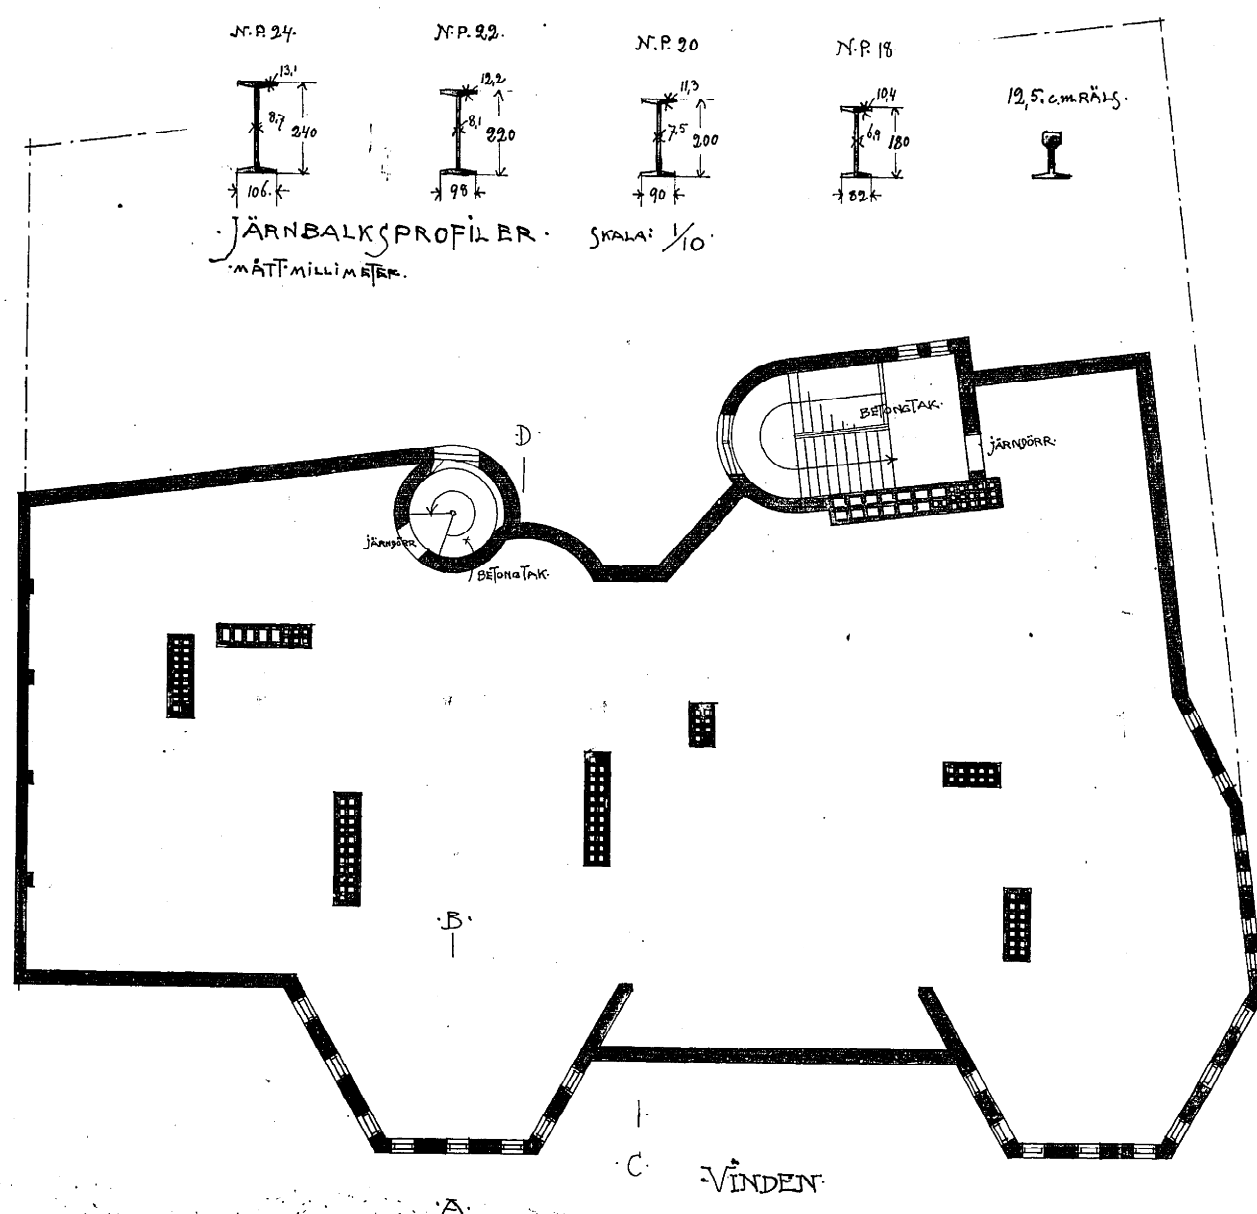 N.P. 24.
N.P. 22.
N.P. 20
N.P. 18
12,5. c.m. RÄLS.
13,1
8,7
240
106.
12,2
8,1
220
98
11,3
7,5
200
90
10,4
6,9
180
82
·JÄRNBALKSPROFILER·
SKALA: 1/10·
·MÅTT·MILLIMETER.
BETONGTAK·
JÄRNDÖRR·
·D·
JÄRNDÖRR
BETONGTAK·
·B·
·C·
·VINDEN·
·A·